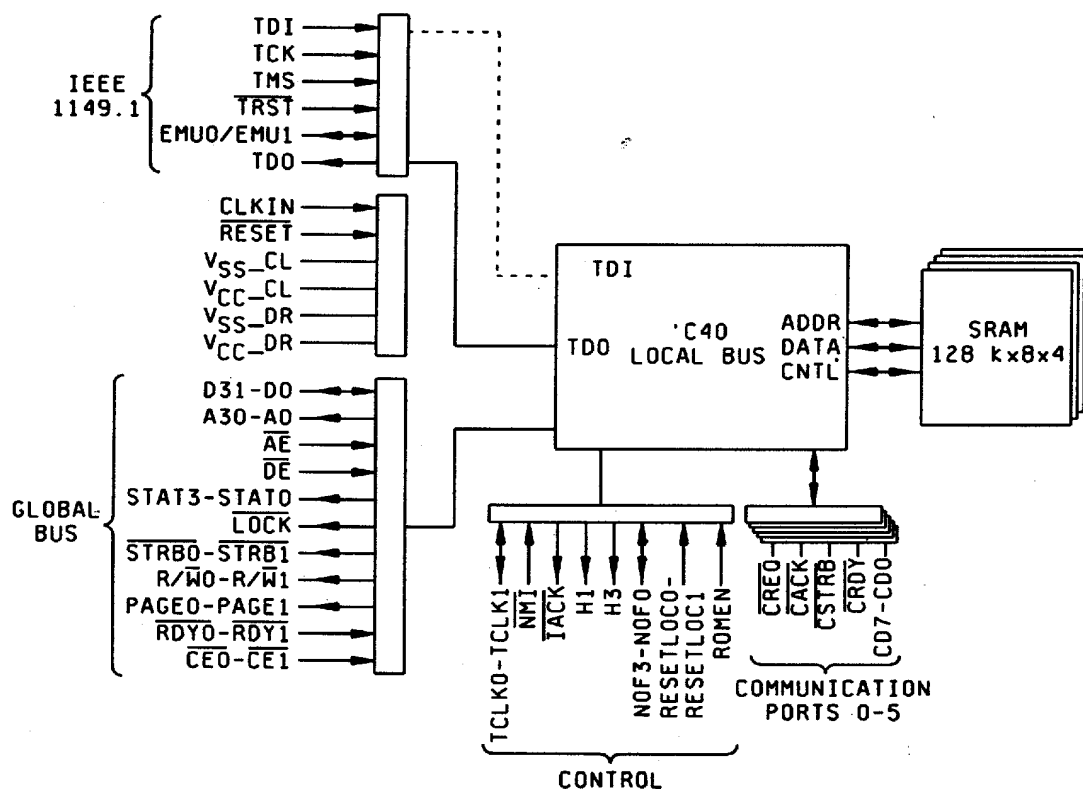 TDI
TCK
TMS
TRST
EMU0/EMU1
TDO
IEEE
1149.1
CLKIN
RESET
VSS_CL
VCC_CL
VSS_DR
VCC_DR
D31-D0
A30-A0
AE
DE
STAT3-STAT0
LOCK
STRB0-STRB1
R/W0-R/W1
PAGE0-PAGE1
RDY0-RDY1
CE0-CE1
GLOBAL
BUS
TDI
TDO
'C40
LOCAL BUS
ADDR
DATA
CNTL
SRAM
128 kx8x4
TCLK0-TCLK1
NMI
IACK
H1
H3
NOF3-NOF0
RESETLOC0-
RESETLOC1
ROMEN
CONTROL
CREQ
CACK
CSTRB
CRDY
CD7-CD0
COMMUNICATION
PORTS 0-5